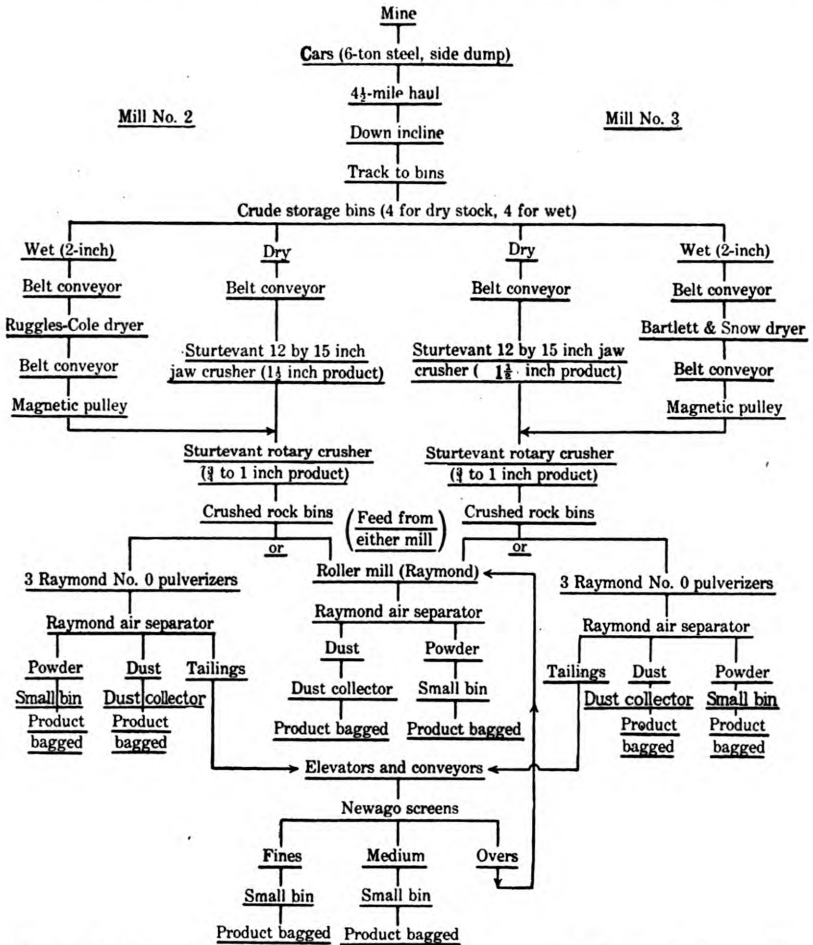 Mine
Cars (6-ton steel, side dump)
4½-mile haul
Mill No. 2
Mill No. 3
Down incline
Track to bins
Crude storage bins (4 for dry stock, 4 for wet)
Wet (2-inch)
Dry
Dry
Wet (2-inch)
Belt conveyor
Belt conveyor
Belt conveyor
Belt conveyor
Ruggles-Cole dryer
Bartlett & Snow dryer
Sturtevant 12 by 15 inch
jaw crusher (1½ inch product)
Sturtevant 12 by 15 inch jaw
crusher ( inch product)
Belt conveyor
Belt conveyor
Magnetic pulley
Magnetic pulley
Sturtevant rotary crusher
(¾ to 1 inch product)
Sturtevant rotary crusher
(¾ to 1 inch product)
Crushed rock bins
(Feed from
either mill)
Crushed rock bins
or
or
3 Raymond No. 0 pulverizers
Roller mill (Raymond)
3 Raymond No. 0 pulverizers
Raymond air separator
Raymond air separator
Raymond air separator
Powder
Dust
Tailings
Dust
Powder
Tailings
Dust
Powder
Small bin
Dust collector
Dust collector
Small bin
Dust collector
Small bin
Product
bagged
Product
bagged
Product bagged
Product bagged
Product
bagged
Product
bagged
Elevators and conveyors
Newago screens
Fines
Medium
Overs
Small bin
Small bin
Product bagged
Product bagged